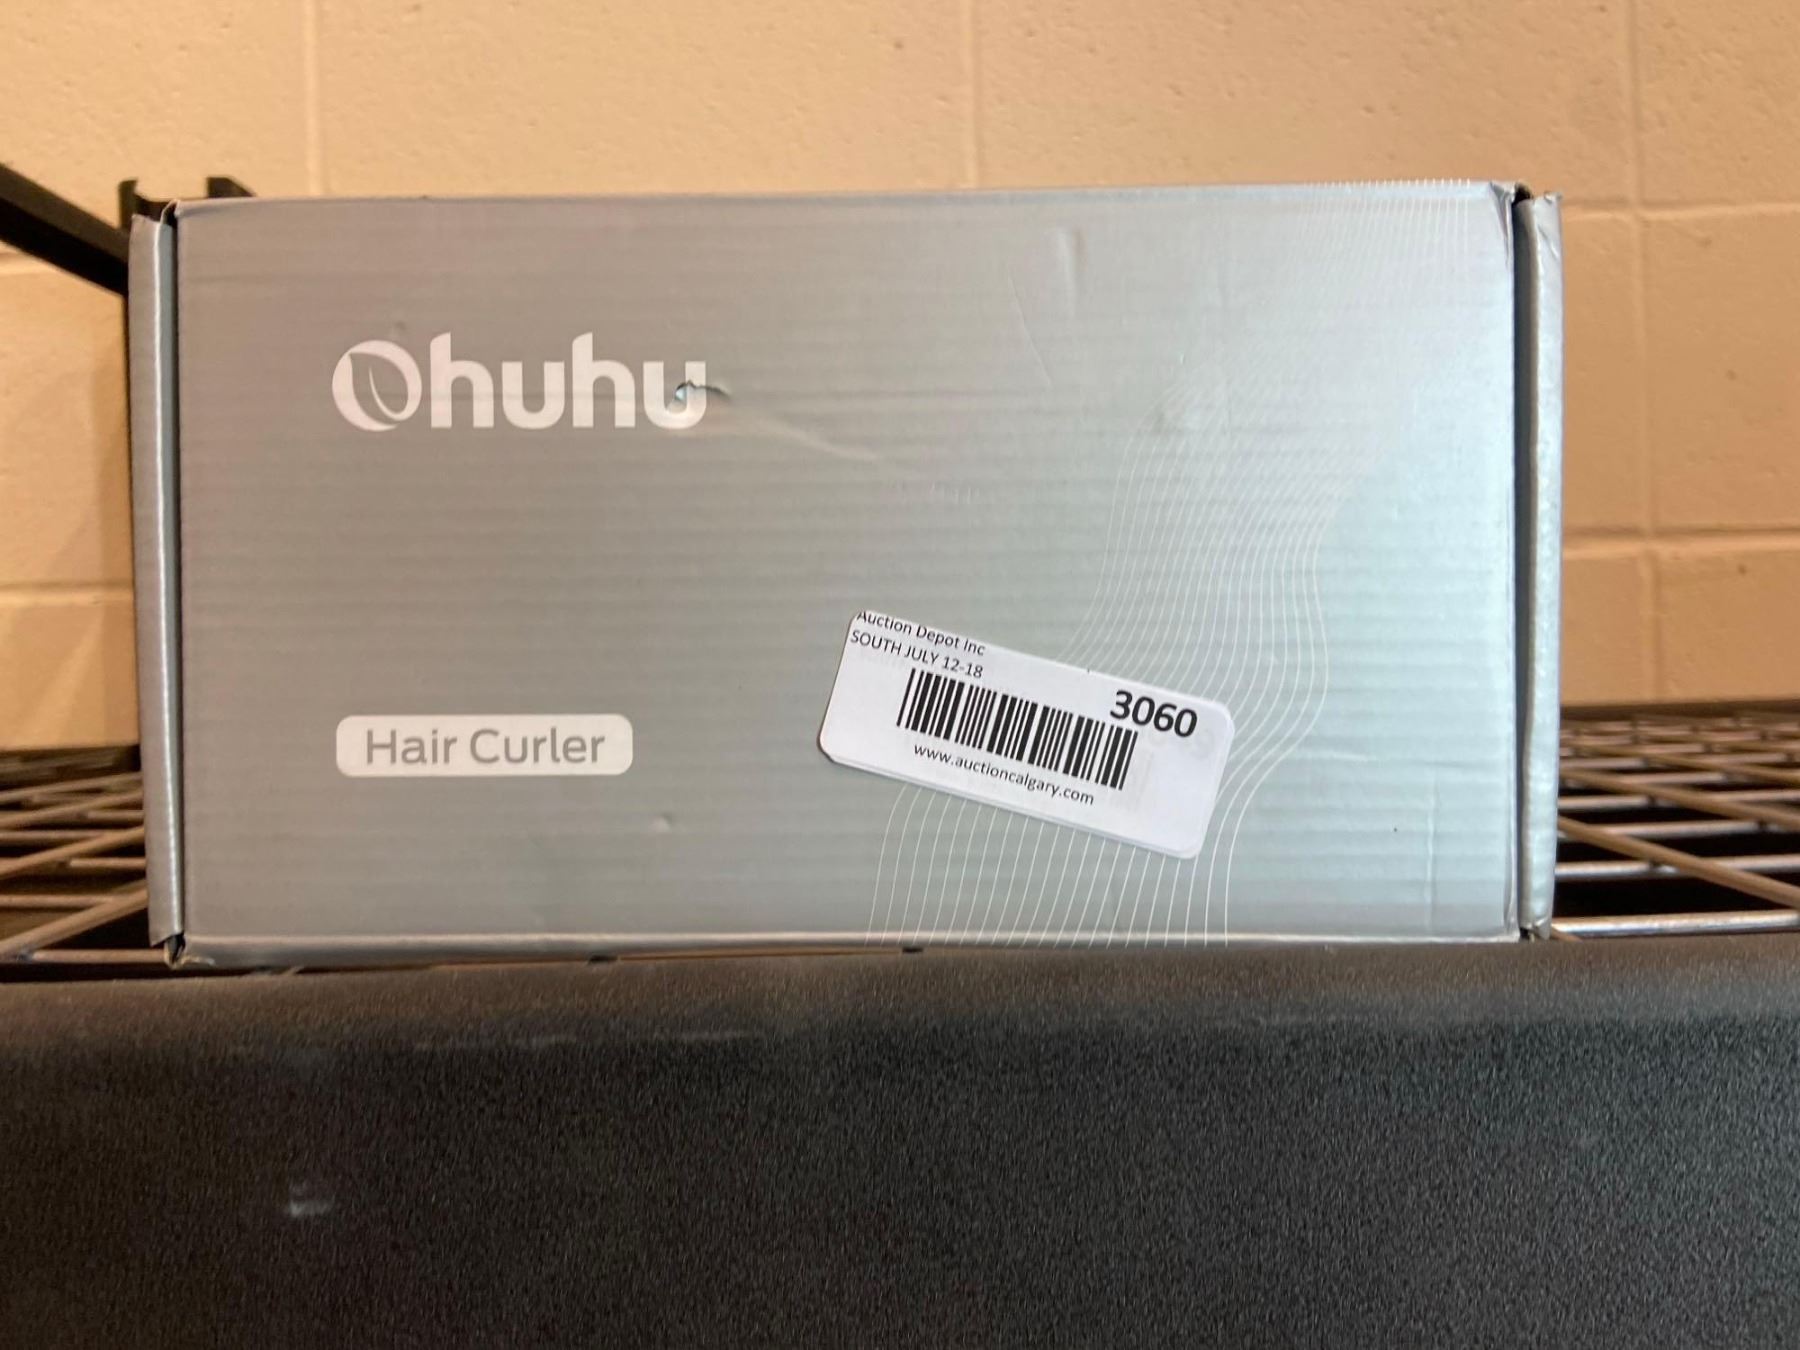 Ohuhu
Hair Curler
Auction Depot Inc
SOUTH JULY 12-18
3060
www.auctioncalgary.com